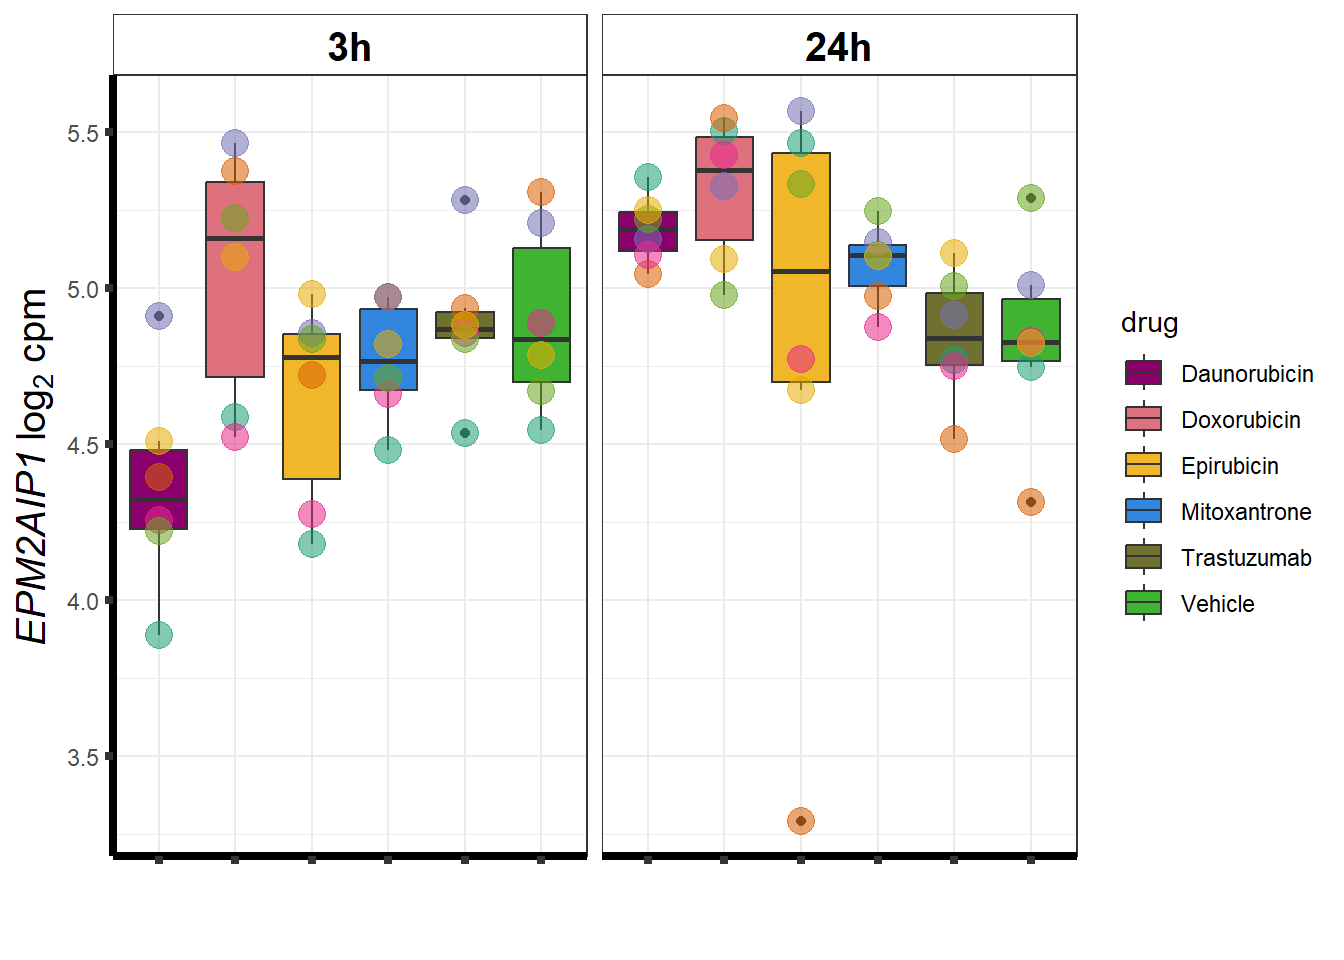 3h
24h
EPM2AIP1 log2 cpm
5.5
5.0
4.5
4.0
3.5
drug
Daunorubicin
Doxorubicin
Epirubicin
Mitoxantrone
Trastuzumab
Vehicle